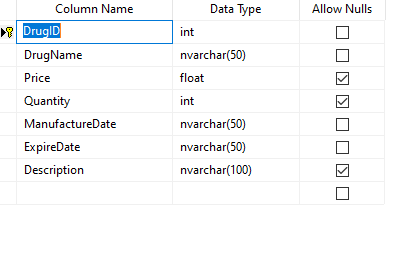 Column Name Data Type Allow Nulls
DrugID int
DrugName nvarchar(50)
Price float
Quantity int
ManufactureDate nvarchar(50)
ExpireDate nvarchar(50)
Description nvarchar(100)